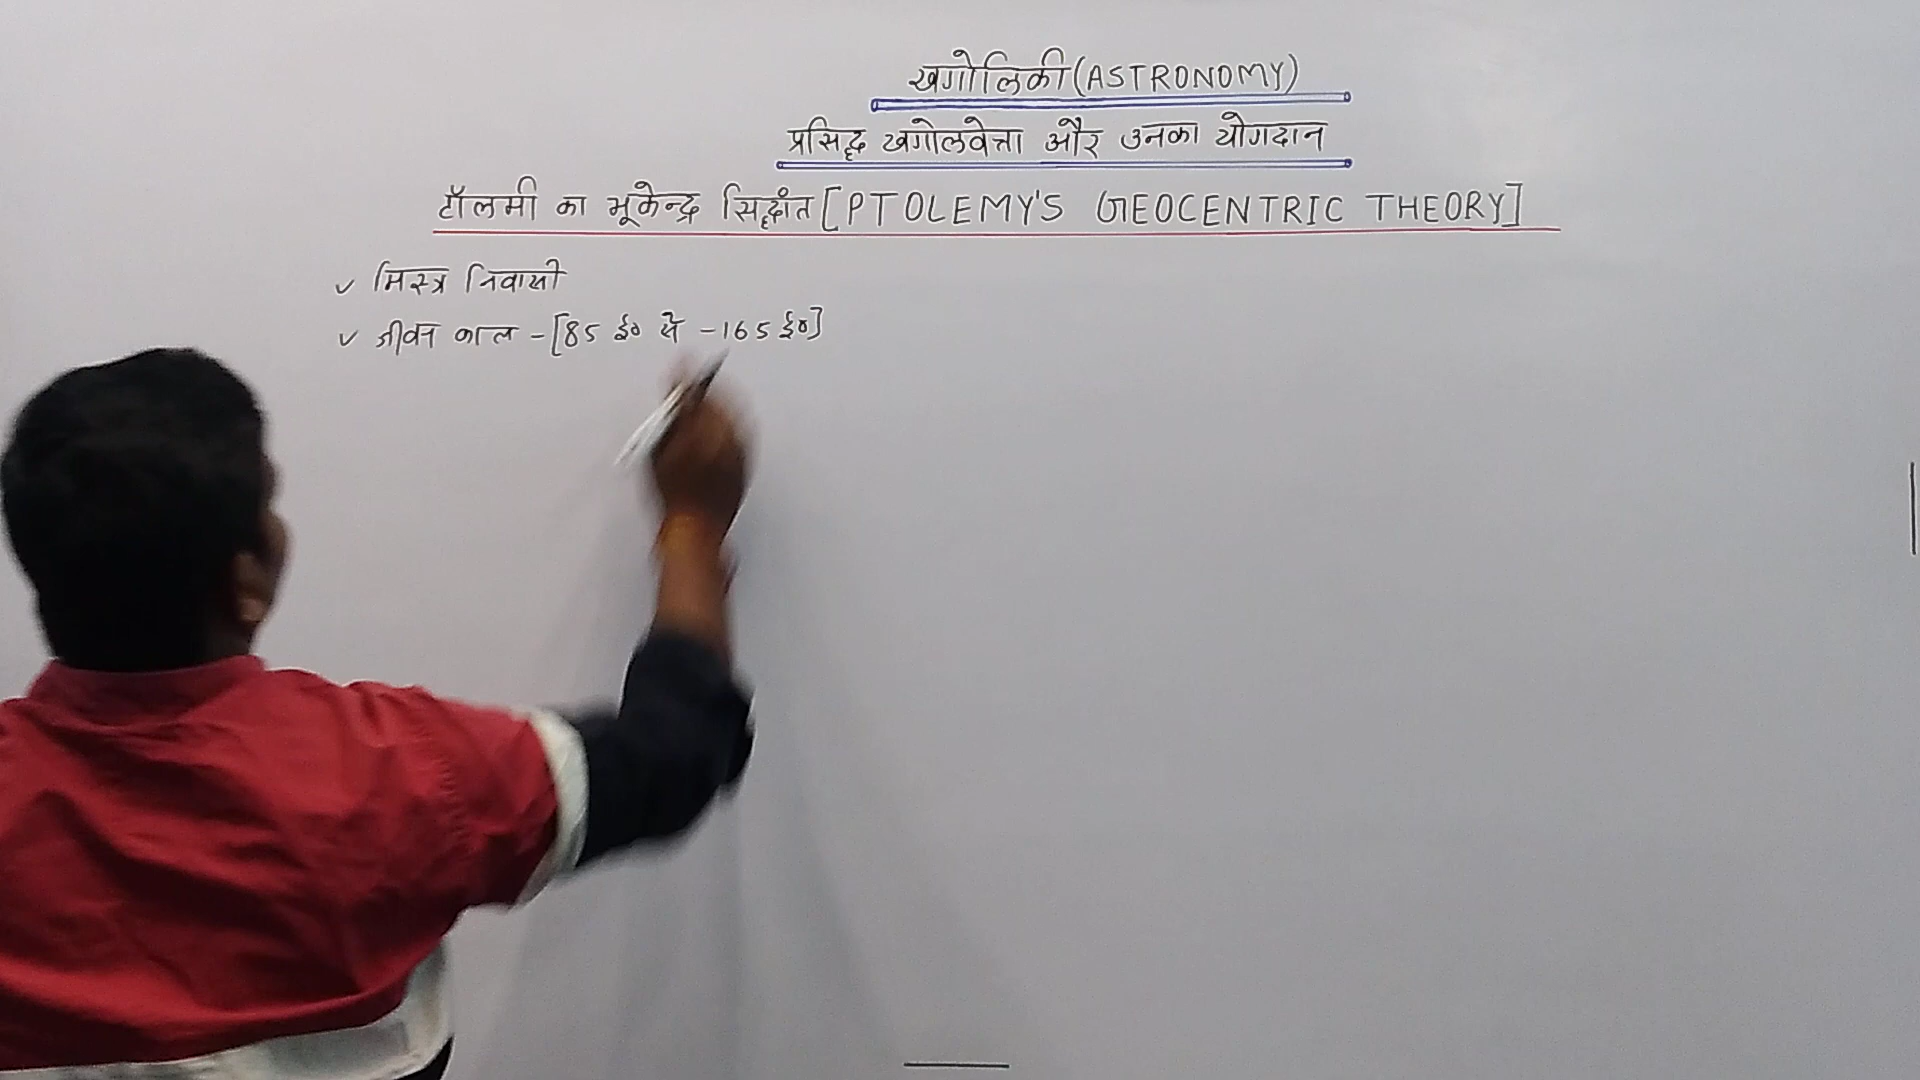 खगोलिकी (ASTRONOMY)
प्रसिद्ध खगोलवेत्ता और उनका योगदान
टॉलमी का भूकेन्द्र सिद्धांत [PTOLEMY'S GEOCENTRIC THEORY]
✓ मिस्त्र निवासी
✓ जीवन काल - [85 ई० से - 165 ई०]